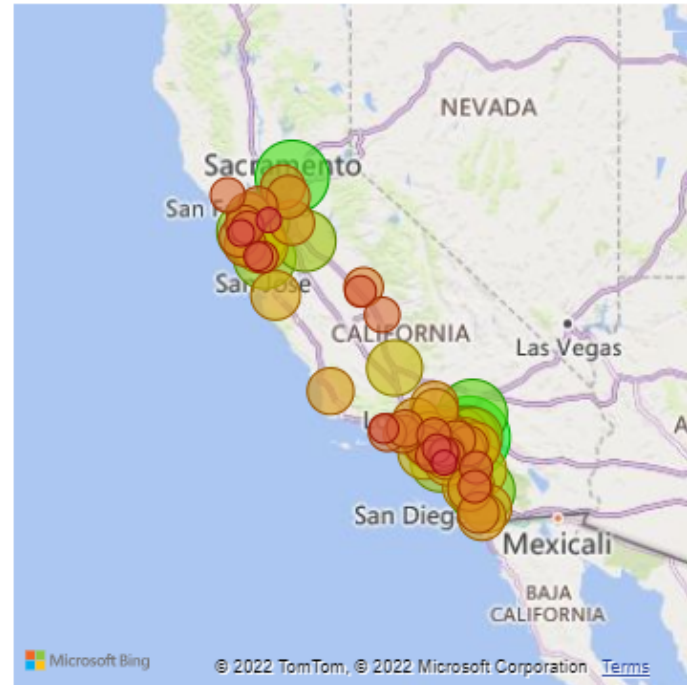 NEVADA
Sacramento
San F
San Jose
CALIFORNIA
Las Vegas
L
A
San Dieg
Mexicali
BAJA
CALIFORNIA
Microsoft Bing
© 2022 TomTom, © 2022 Microsoft Corporation Terms